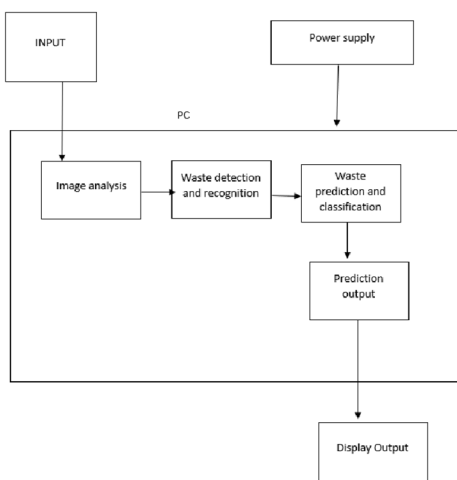 INPUT
Power supply
PC
Image analysis
Waste detection
and recognition
Waste
prediction and
classification
Prediction
output
Display Output